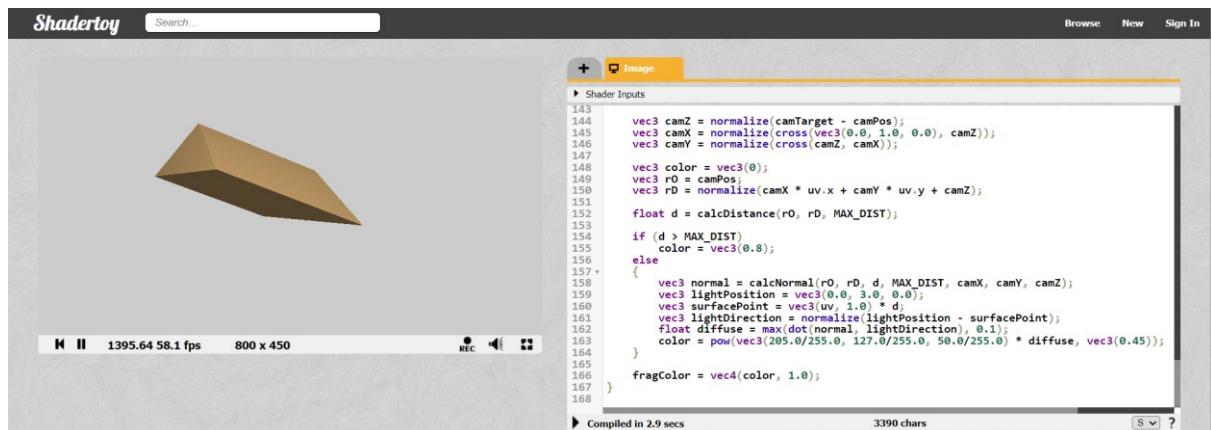 Shadertoy
Search...
Browse New Sign In
+ Image
Shader Inputs
143
144 vec3 camZ = normalize(camTarget - camPos);
145 vec3 camX = normalize(cross(vec3(0.0, 1.0, 0.0), camZ));
146 vec3 camY = normalize(cross(camZ, camX));
147
148 vec3 color = vec3(0);
149 vec3 rO = camPos;
150 vec3 rD = normalize(camX * uv.x + camY * uv.y + camZ);
151
152 float d = calcDistance(rO, rD, MAX_DIST);
153
154 if (d > MAX_DIST)
155 color = vec3(0.8);
156 else
157 {
158 vec3 normal = calcNormal(rO, rD, d, MAX_DIST, camX, camY, camZ);
159 vec3 lightPosition = vec3(0.0, 3.0, 0.0);
160 vec3 surfacePoint = vec3(uv, 1.0) * d;
161 vec3 lightDirection = normalize(lightPosition - surfacePoint);
162 float diffuse = max(dot(normal, lightDirection), 0.1);
163 color = pow(vec3(205.0/255.0, 127.0/255.0, 50.0/255.0) * diffuse, vec3(0.45));
164 }
165
166 fragColor = vec4(color, 1.0);
167 }
168
1395.64 58.1 fps 800 x 450 REC
Compiled in 2.9 secs 3390 chars S ?